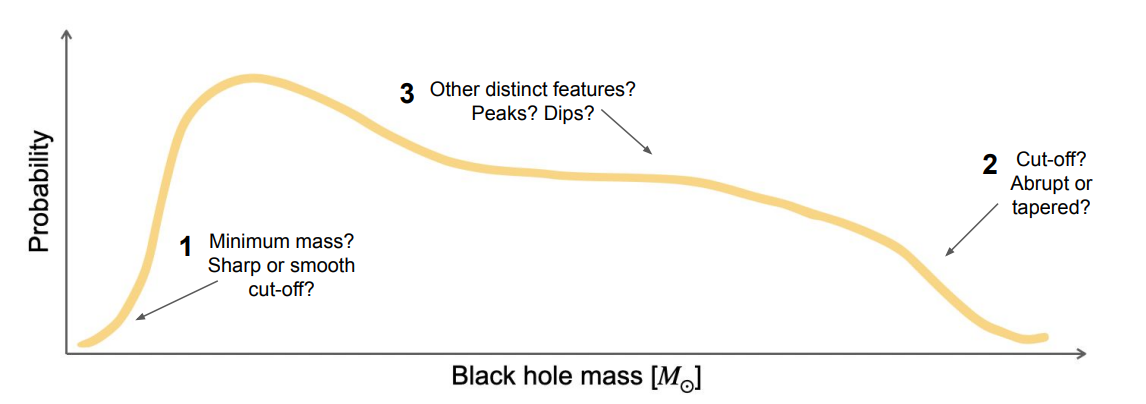 3 Other distinct features?
Peaks? Dips?
2 Cut-off?
Abrupt or
tapered?
1 Minimum mass?
Sharp or smooth
cut-off?
Probability
Black hole mass [M☉]